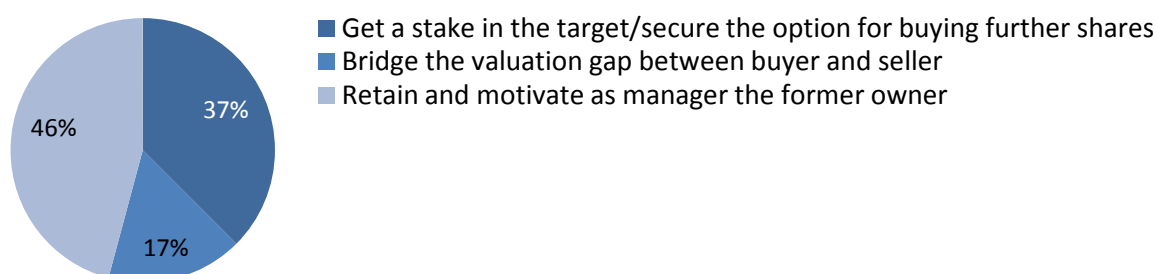 Get a stake in the target/secure the option for buying further shares
Bridge the valuation gap between buyer and seller
Retain and motivate as manager the former owner
37%
46%
17%